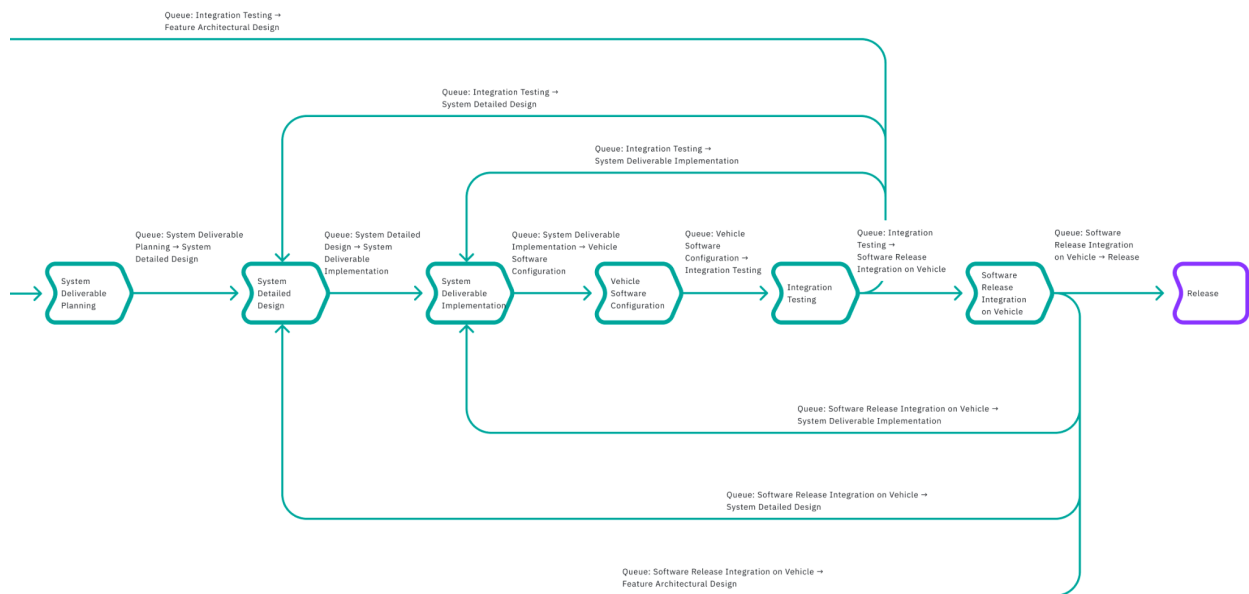 Queue: Integration Testing →
Feature Architectural Design
Queue: Integration Testing →
System Detailed Design
Queue: Integration Testing →
System Deliverable Implementation
Queue: System Deliverable
Planning → System
Detailed Design
Queue: System Detailed
Design → System
Deliverable
Implementation
Queue: System Deliverable
Implementation → Vehicle
Software
Configuration
Queue: Vehicle
Software
Configuration →
Integration Testing
Queue: Integration
Testing →
Software Release
Integration on Vehicle
Queue: Software
Release Integration
on Vehicle → Release
System
Deliverable
Planning
System
Detailed
Design
System
Deliverable
Implementation
Vehicle
Software
Configuration
Integration
Testing
Software
Release
Integration
on Vehicle
Release
Queue: Software Release Integration on Vehicle →
System Deliverable Implementation
Queue: Software Release Integration on Vehicle →
System Detailed Design
Queue: Software Release Integration on Vehicle →
Feature Architectural Design